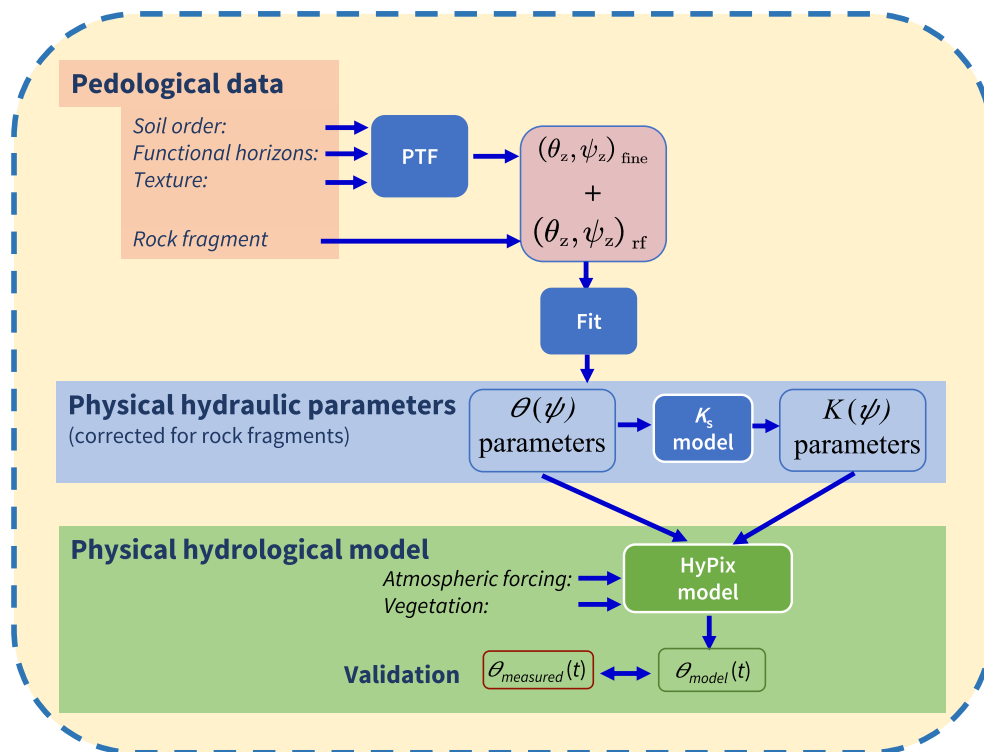 Pedological data
Soil order:
Functional horizons:
Texture:
Rock fragment
PTF
(θz, ψz) fine
+
(θz, ψz) rf
Fit
Physical hydraulic parameters
(corrected for rock fragments)
θ(ψ)
parameters
Ks
model
K(ψ)
parameters
Physical hydrological model
Atmospheric forcing:
Vegetation:
HyPix
model
Validation
θmeasured(t)
θmodel(t)